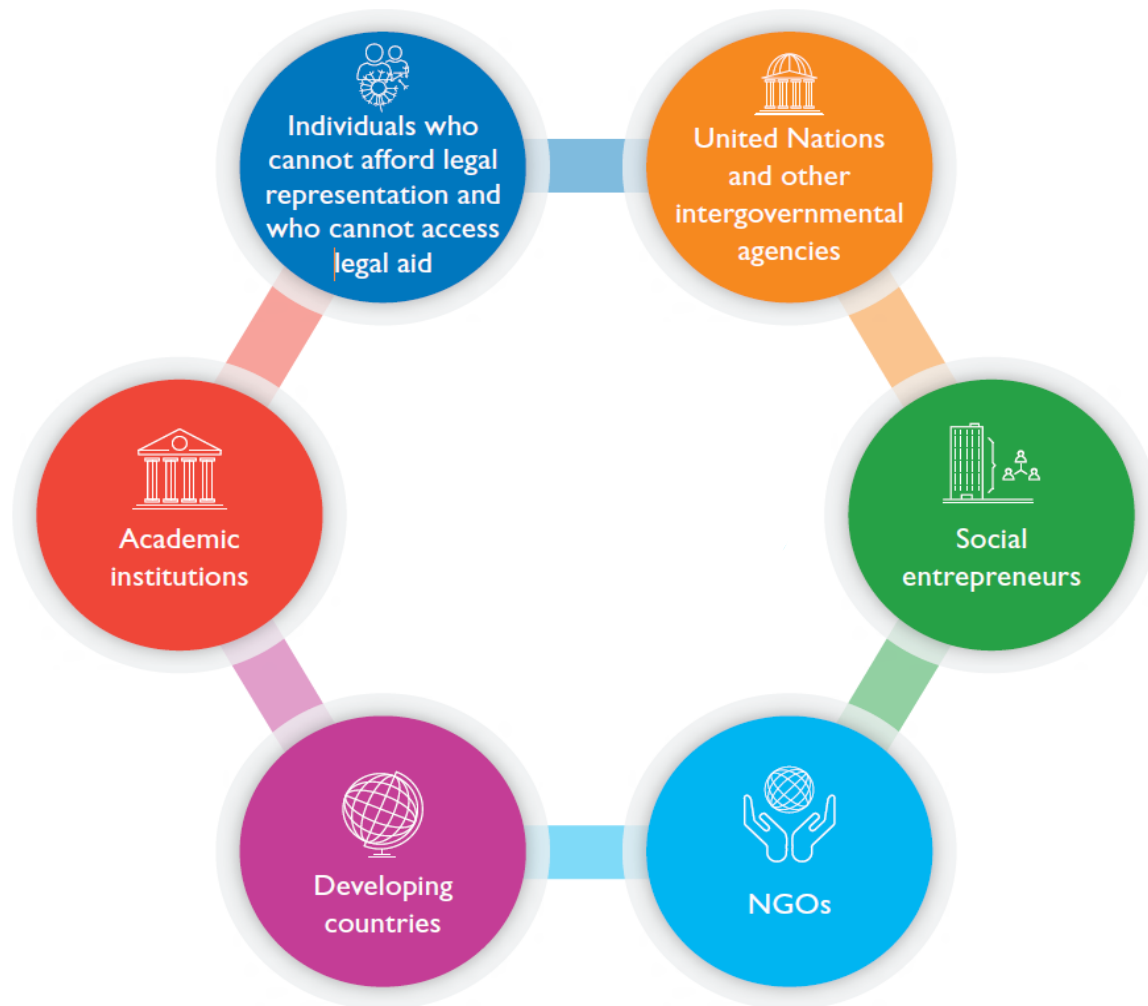 Individuals who
cannot afford legal
representation and
who cannot access
legal aid
United Nations
and other
intergovernmental
agencies
Academic
institutions
Social
entrepreneurs
Developing
countries
NGOs